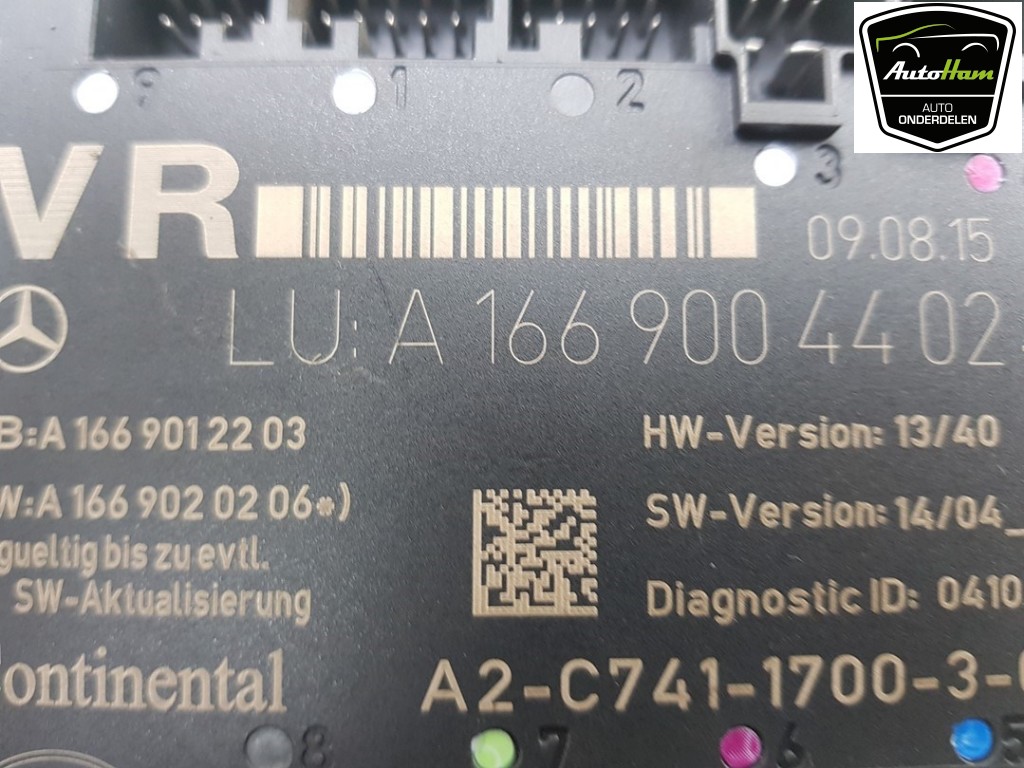 AutoHam
AUTO
ONDERDELEN
9 1 2
3
VR
09.08.15
LU: A 166 900 44 02
B:A 166 901 22 03
HW-Version: 13/40
W:A 166 902 02 06*)
SW-Version: 14/04_
gueltig bis zu evtl.
SW-Aktualisierung
Diagnostic ID: 0410
Continental
A2-C741-1700-3-
8 7 6 5